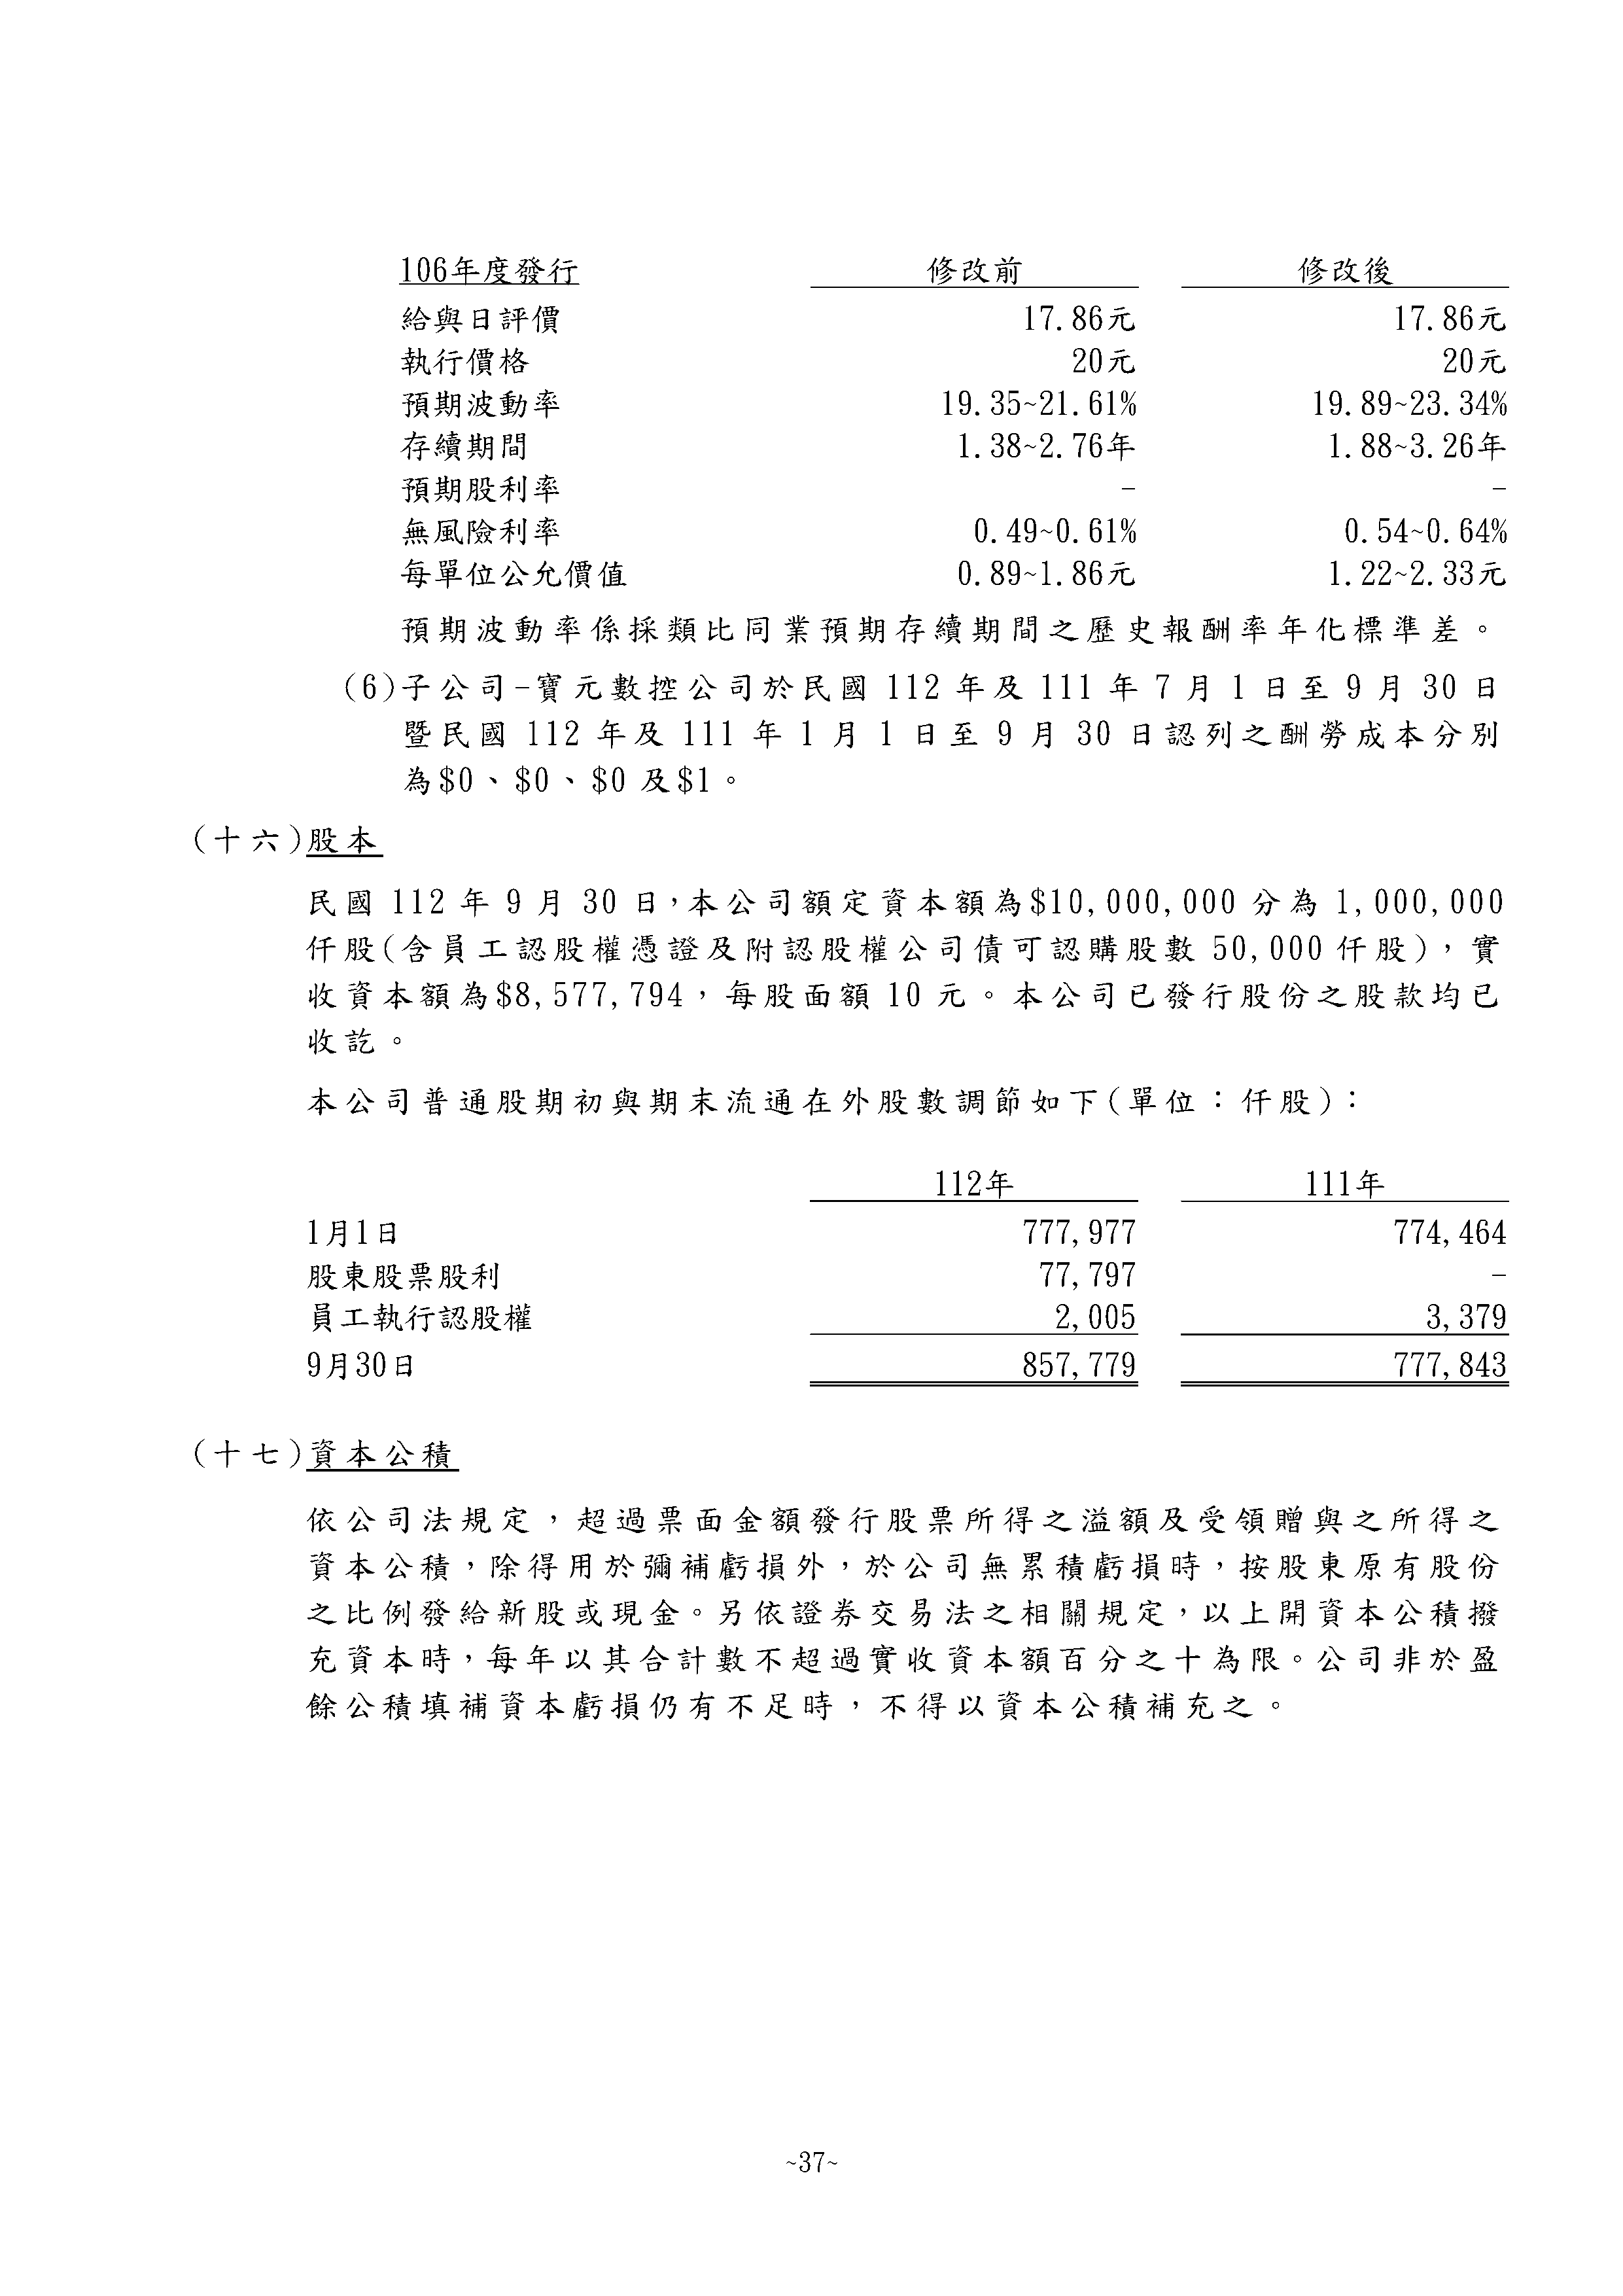 106年度發行 修改前 修改後
給與日評價 17.86元 17.86元
執行價格 20元 20元
預期波動率 19.35~21.61% 19.89~23.34%
存續期間 1.38~2.76年 1.88~3.26年
預期股利率 - -
無風險利率 0.49~0.61% 0.54~0.64%
每單位公允價值 0.89~1.86元 1.22~2.33元
預期波動率係採類比同業預期存續期間之歷史報酬率年化標準差。
(6)子公司-寶元數控公司於民國 112 年及 111 年 7 月 1 日至 9 月 30 日
暨民國 112 年及 111 年 1 月 1 日至 9 月 30 日認列之酬勞成本分別
為$0、$0、$0 及$1。
(十六)股本
民國 112 年 9 月 30 日，本公司額定資本額為$10,000,000 分為 1,000,000
仟股(含員工認股權憑證及附認股權公司債可認購股數 50,000 仟股)，實
收資本額為$8,577,794，每股面額 10 元。本公司已發行股份之股款均已
收訖。
本公司普通股期初與期末流通在外股數調節如下(單位：仟股)：
112年 111年
1月1日 777,977 774,464
股東股票股利 77,797 -
員工執行認股權 2,005 3,379
9月30日 857,779 777,843
(十七)資本公積
依公司法規定，超過票面金額發行股票所得之溢額及受領贈與之所得之
資本公積，除得用於彌補虧損外，於公司無累積虧損時，按股東原有股份
之比例發給新股或現金。另依證券交易法之相關規定，以上開資本公積撥
充資本時，每年以其合計數不超過實收資本額百分之十為限。公司非於盈
餘公積填補資本虧損仍有不足時，不得以資本公積補充之。
~37~